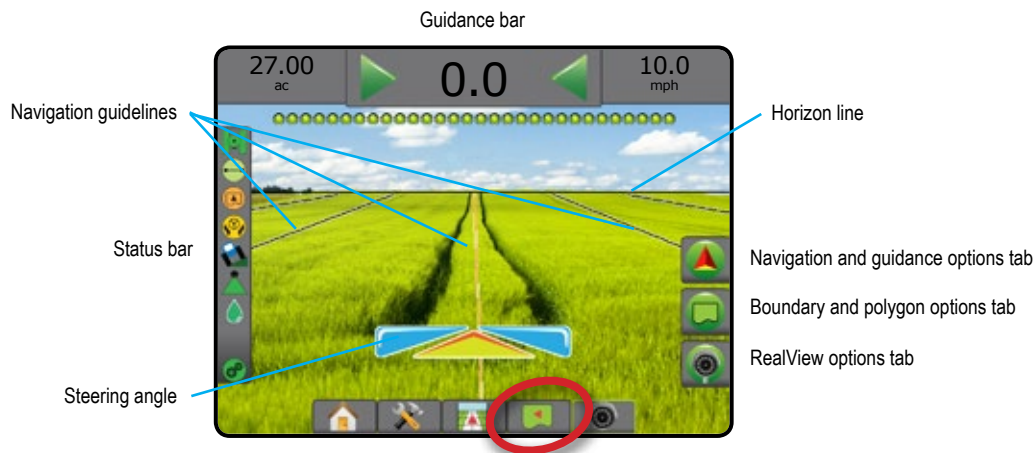 Guidance bar
27.00
ac
0.0
10.0
mph
Navigation guidelines
Horizon line
Status bar
Navigation and guidance options tab
Boundary and polygon options tab
RealView options tab
Steering angle